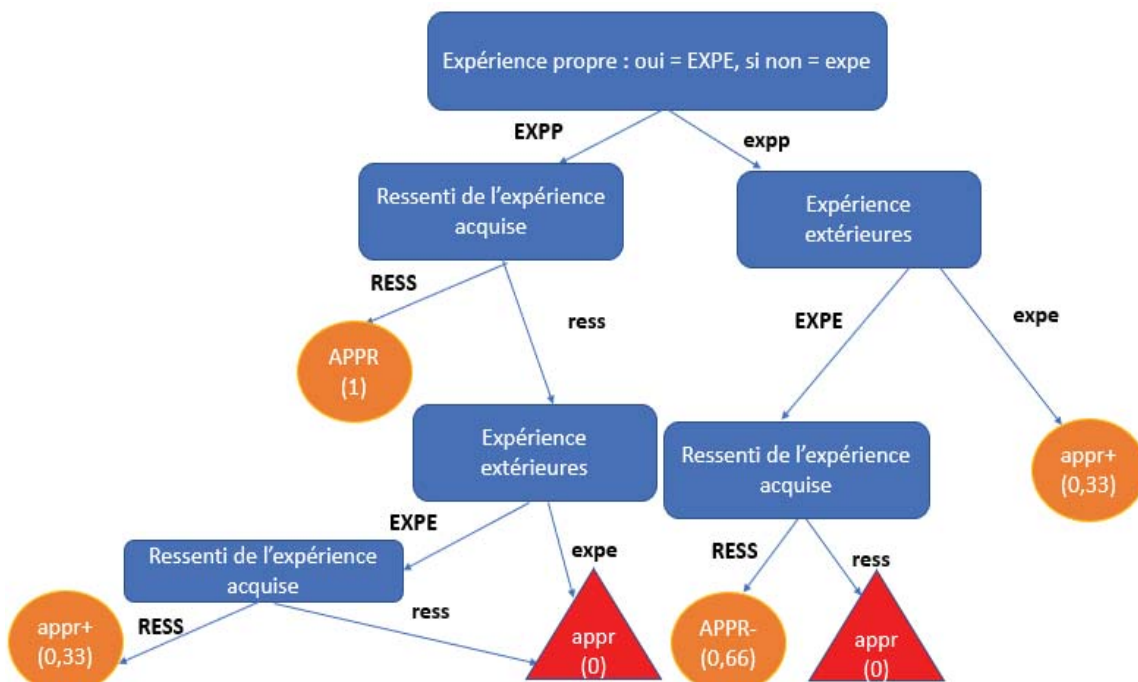 Expérience propre : oui = EXPE, si non = expe
EXPP
expp
Ressenti de l'expérience
acquise
Expérience
extérieures
RESS
ress
EXPE
expe
APPR
(1)
Expérience
extérieures
Ressenti de l'expérience
acquise
appr+
(0,33)
EXPE
expe
RESS
ress
Ressenti de l'expérience
acquise
RESS
ress
appr+
(0,33)
appr
(0)
APPR-
(0,66)
appr
(0)